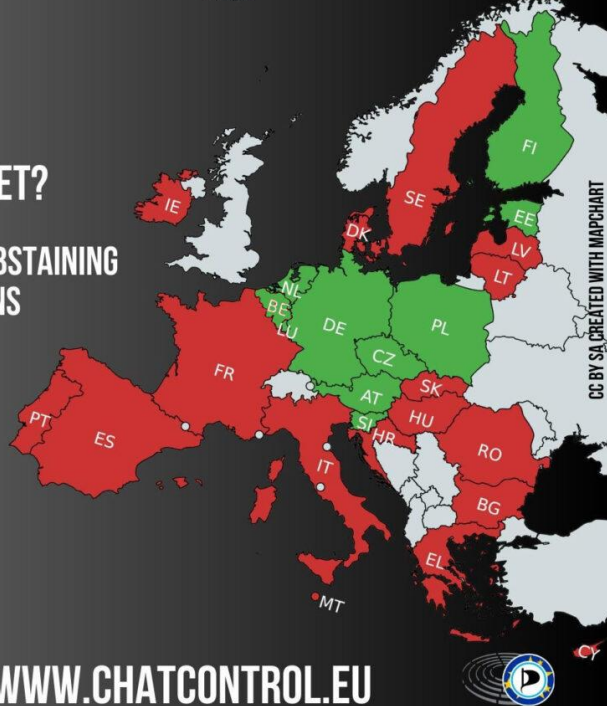 ET?
BSTAINING
NS
FI
SE
EE
IE
LV
DK
LT
NL
BE
DE
PL
LU
CZ
FR
AT
SK
SI
HU
HR
PT
ES
RO
IT
BG
EL
MT
CY
CC BY SA CREATED WITH MAPCHART
WWW.CHATCONTROL.EU